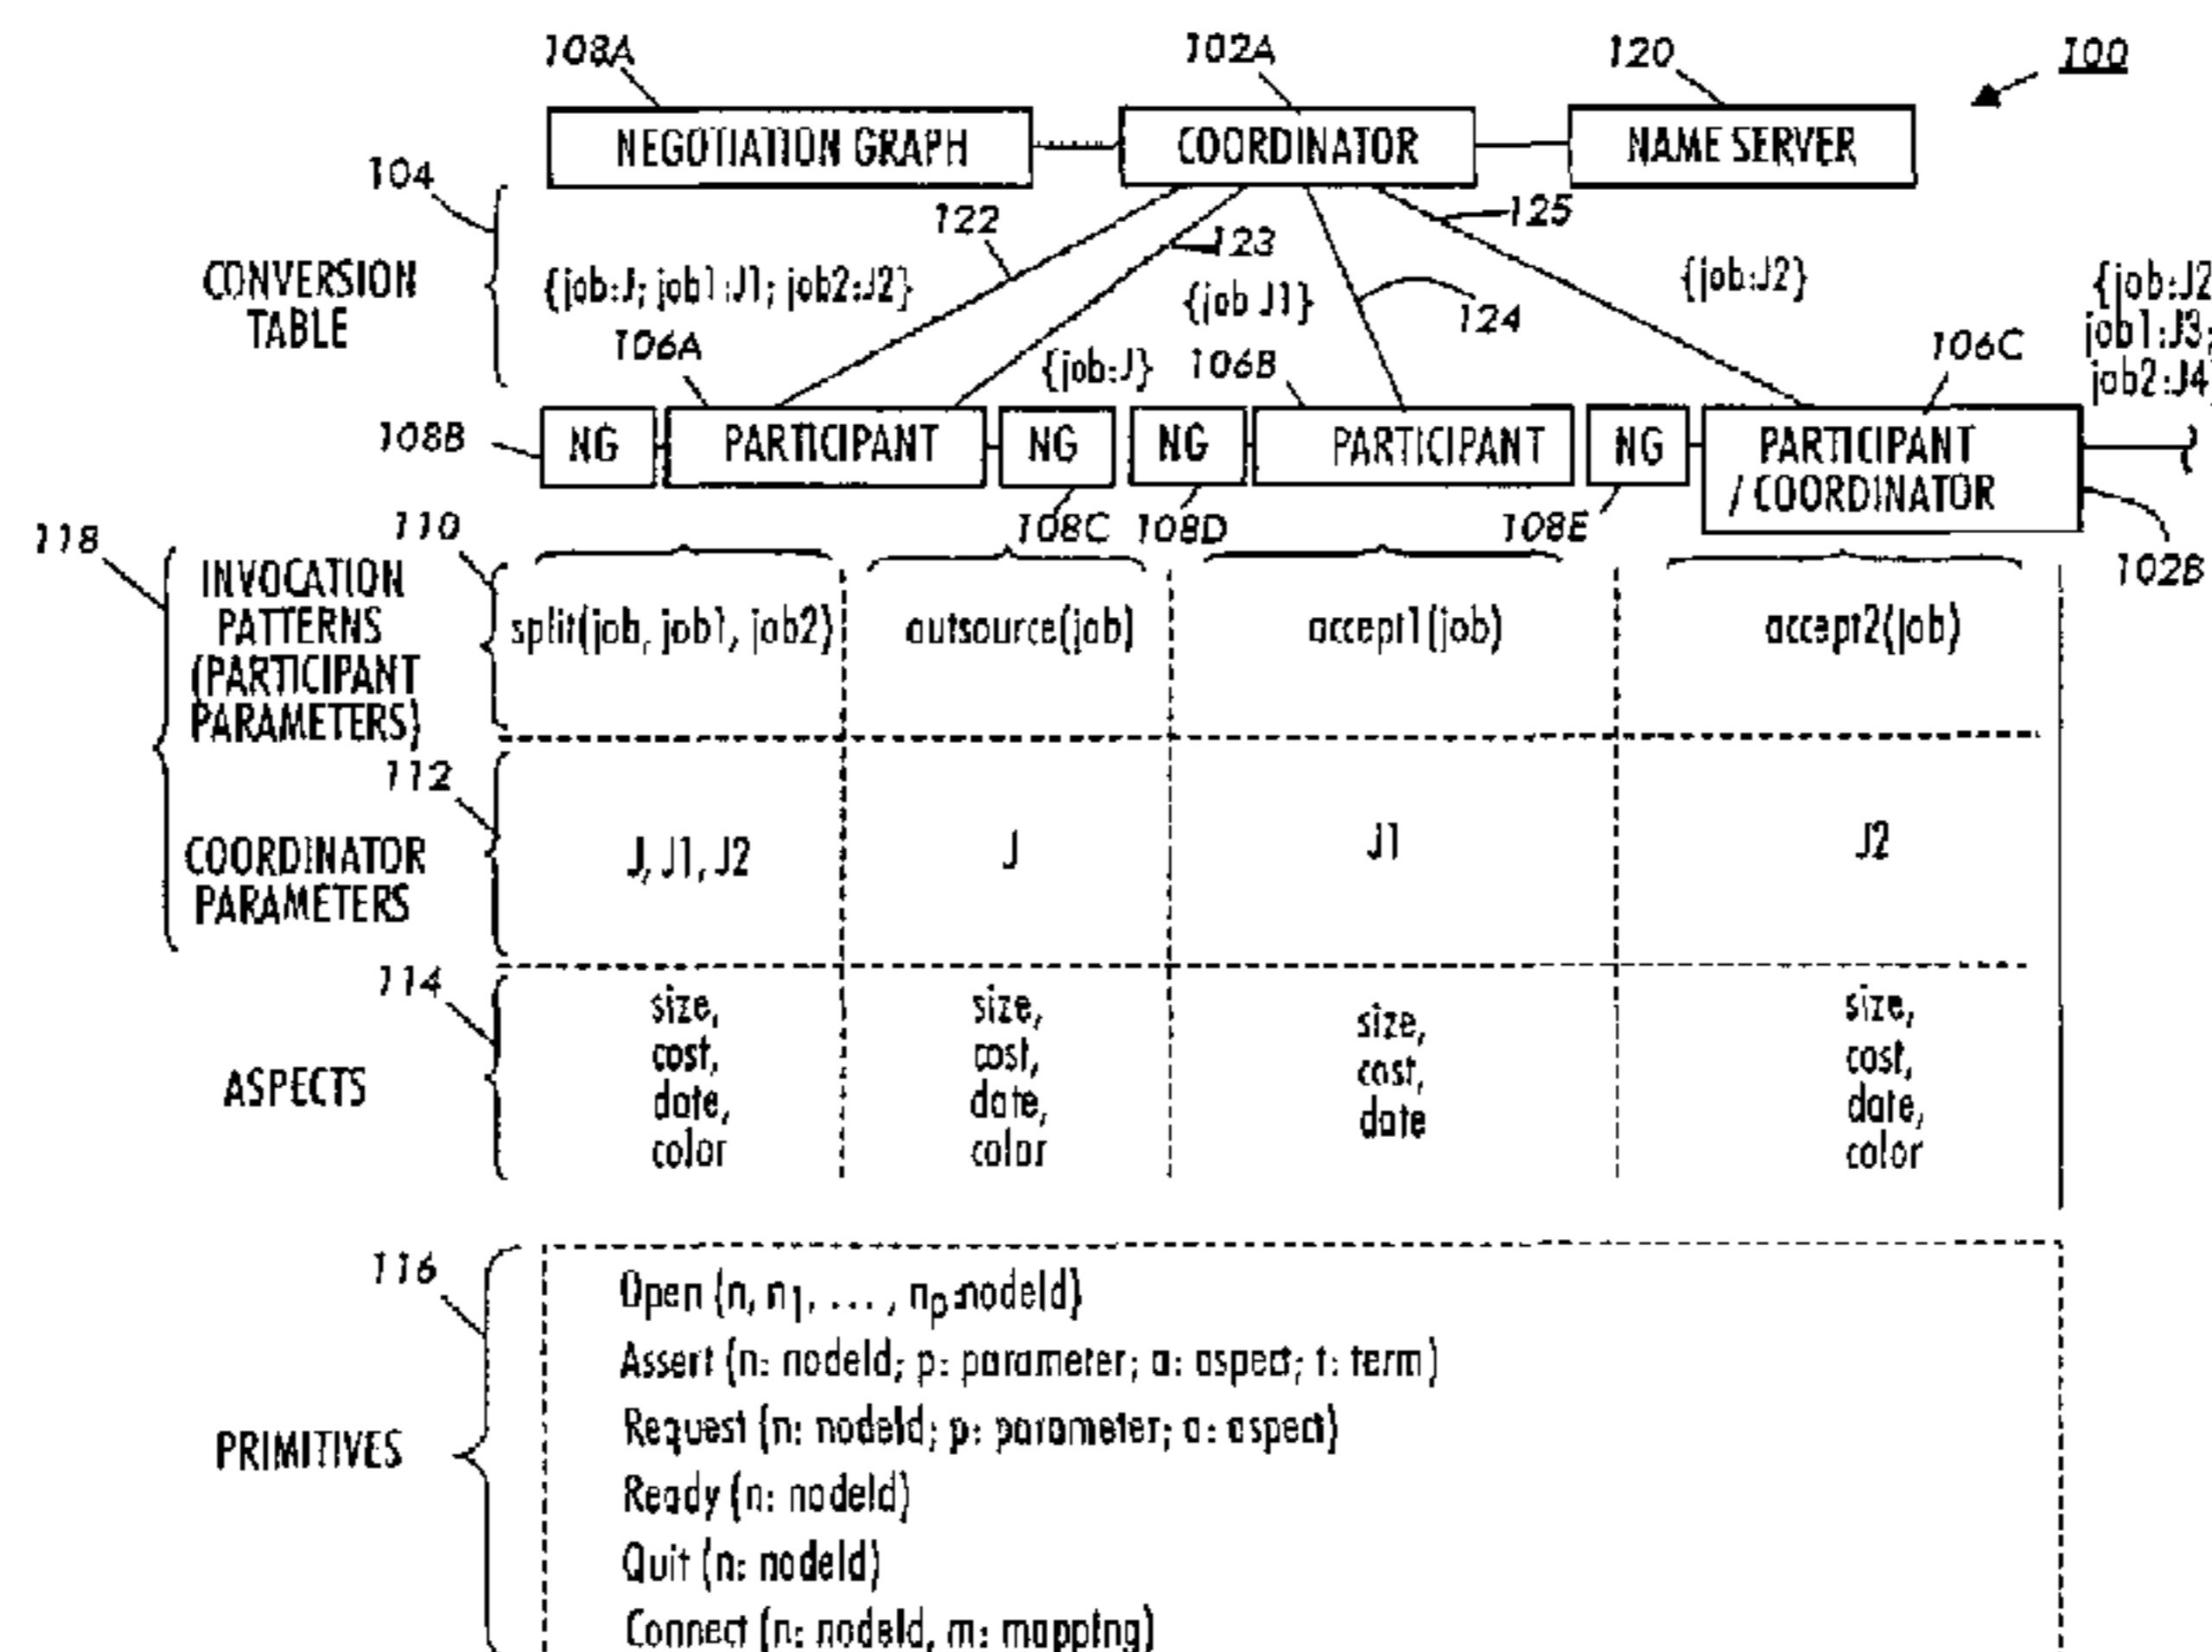 108A 102A 120 100
NEGOTIATION GRAPH COORDINATOR NAME SERVER
104
122 123 125
CONVERSION
TABLE
{job:J; job1:J1; job2:J2} {job J1} {job:J2} {job:J2
job1:J3;
job2:J4
124
106A {job:J} 106B 106C
108B NG PARTICIPANT NG NG PARTICIPANT NG PARTICIPANT
/ COORDINATOR
108C 108D 108E 102B
118 110
INVOCATION
PATTERNS
(PARTICIPANT
PARAMETERS)
split(job, job1, job2) outsource(job) accept1(job) accept2(job)
112
COORDINATOR
PARAMETERS
J, J1, J2 J J1 J2
114
ASPECTS
size,
cost,
date,
color
size,
cost,
date,
color
size,
cost,
date
size,
cost,
date,
color
116
PRIMITIVES
Open (n, n1, ... , np:nodeId)
Assert (n: nodeId; p: parameter; a: aspect; t: term)
Request (n: nodeId; p: parameter; a: aspect)
Ready (n: nodeId)
Quit (n: nodeId)
Connect (n: nodeId, m: mapping)